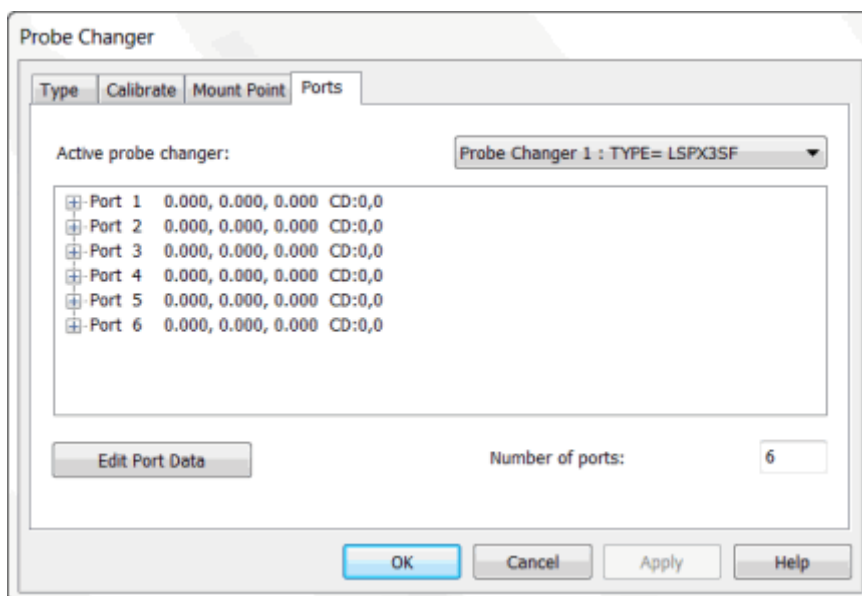 Probe Changer
Type Calibrate Mount Point Ports
Active probe changer: Probe Changer 1 : TYPE= LSPX3SF
Port 1 0.000, 0.000, 0.000 CD:0,0
Port 2 0.000, 0.000, 0.000 CD:0,0
Port 3 0.000, 0.000, 0.000 CD:0,0
Port 4 0.000, 0.000, 0.000 CD:0,0
Port 5 0.000, 0.000, 0.000 CD:0,0
Port 6 0.000, 0.000, 0.000 CD:0,0
Edit Port Data Number of ports: 6
OK Cancel Apply Help